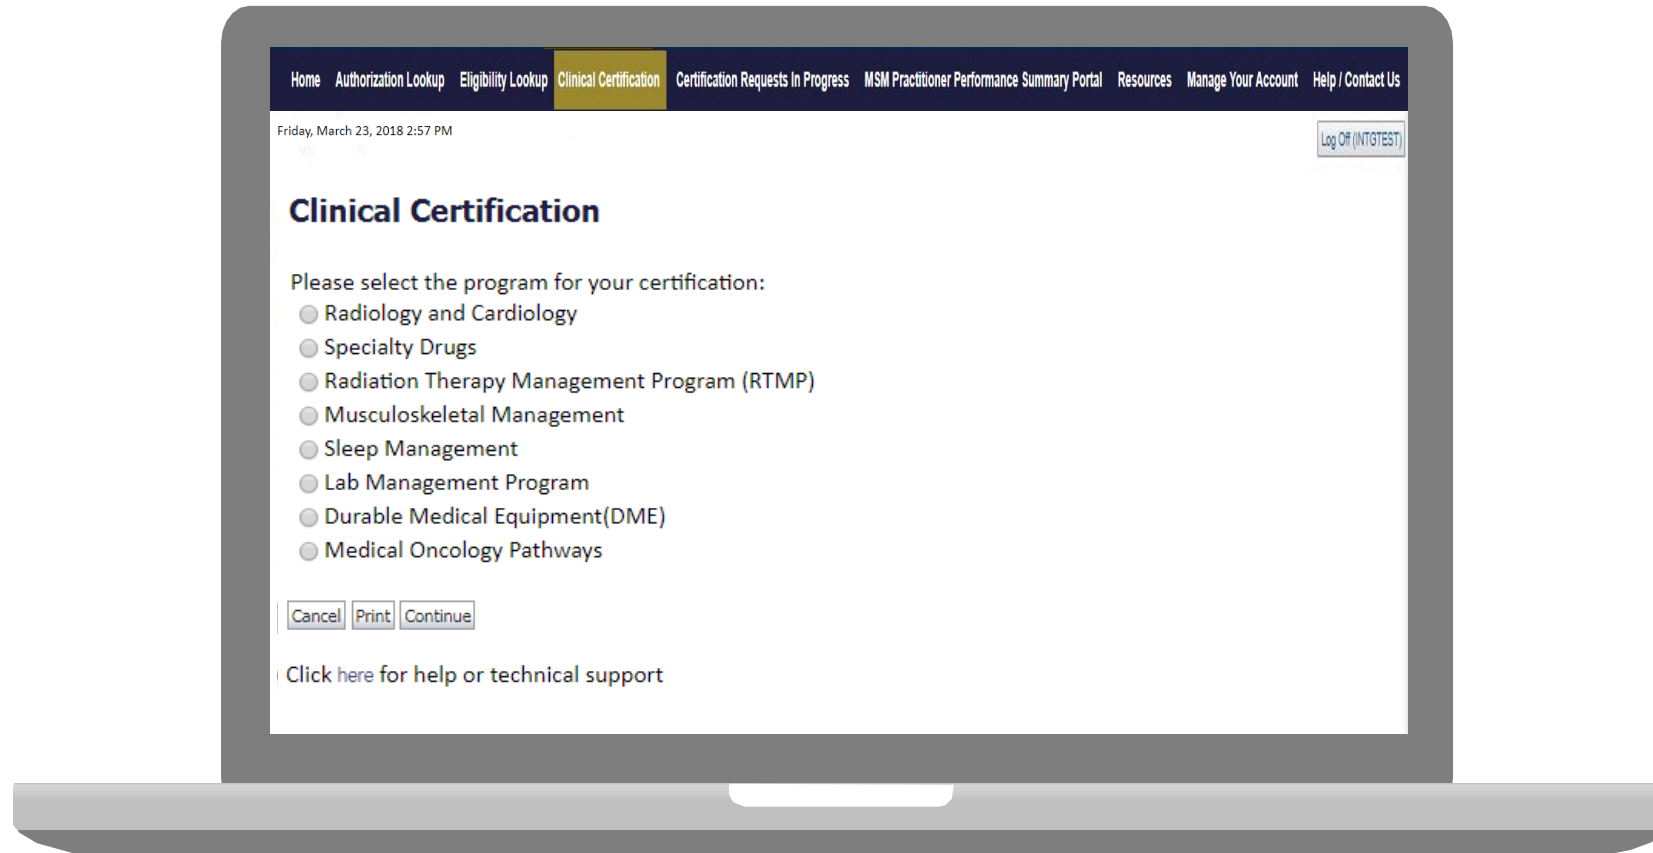 Home Authorization Lookup Eligibility Lookup Clinical Certification Certification Requests In Progress MSM Practitioner Performance Summary Portal Resources Manage Your Account Help / Contact Us
Friday, March 23, 2018 2:57 PM
Log Off (INTGTEST)
Clinical Certification
Please select the program for your certification:
Radiology and Cardiology
Specialty Drugs
Radiation Therapy Management Program (RTMP)
Musculoskeletal Management
Sleep Management
Lab Management Program
Durable Medical Equipment(DME)
Medical Oncology Pathways
Cancel Print Continue
Click here for help or technical support